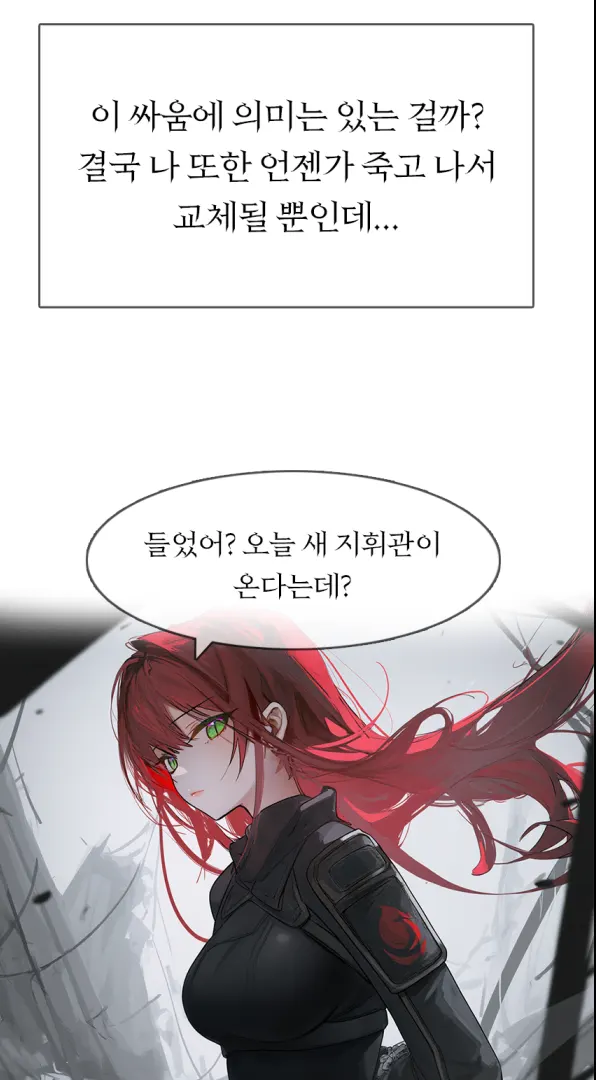 이 싸움에 의미는 있는 걸까?
결국 나 또한 언젠가 죽고 나서
교체될 뿐인데...
들었어? 오늘 새 지휘관이
온다는데?